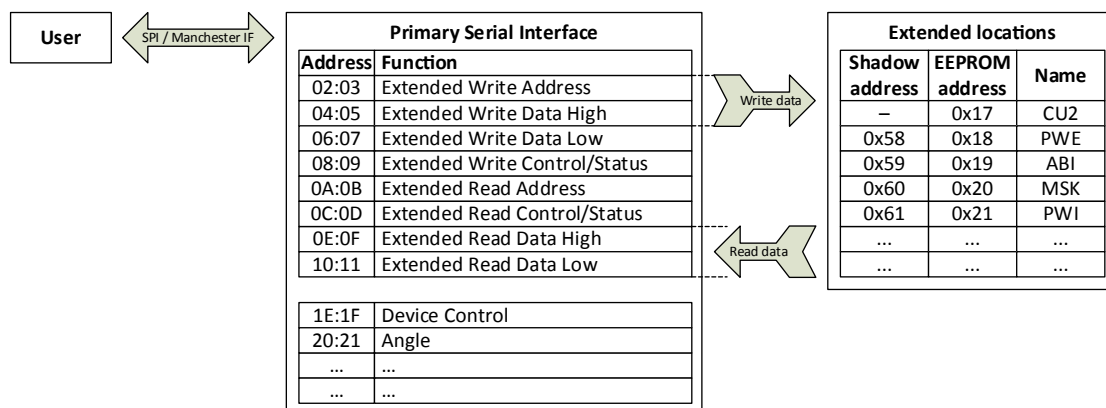 User
SPI / Manchester IF
Primary Serial Interface
Address Function
02:03 Extended Write Address
04:05 Extended Write Data High
06:07 Extended Write Data Low
08:09 Extended Write Control/Status
0A:0B Extended Read Address
0C:0D Extended Read Control/Status
0E:0F Extended Read Data High
10:11 Extended Read Data Low
1E:1F Device Control
20:21 Angle
... ...
... ...
Write data
Read data
Extended locations
Shadow address EEPROM address Name
– 0x17 CU2
0x58 0x18 PWE
0x59 0x19 ABI
0x60 0x20 MSK
0x61 0x21 PWI
... ... ...
... ... ...